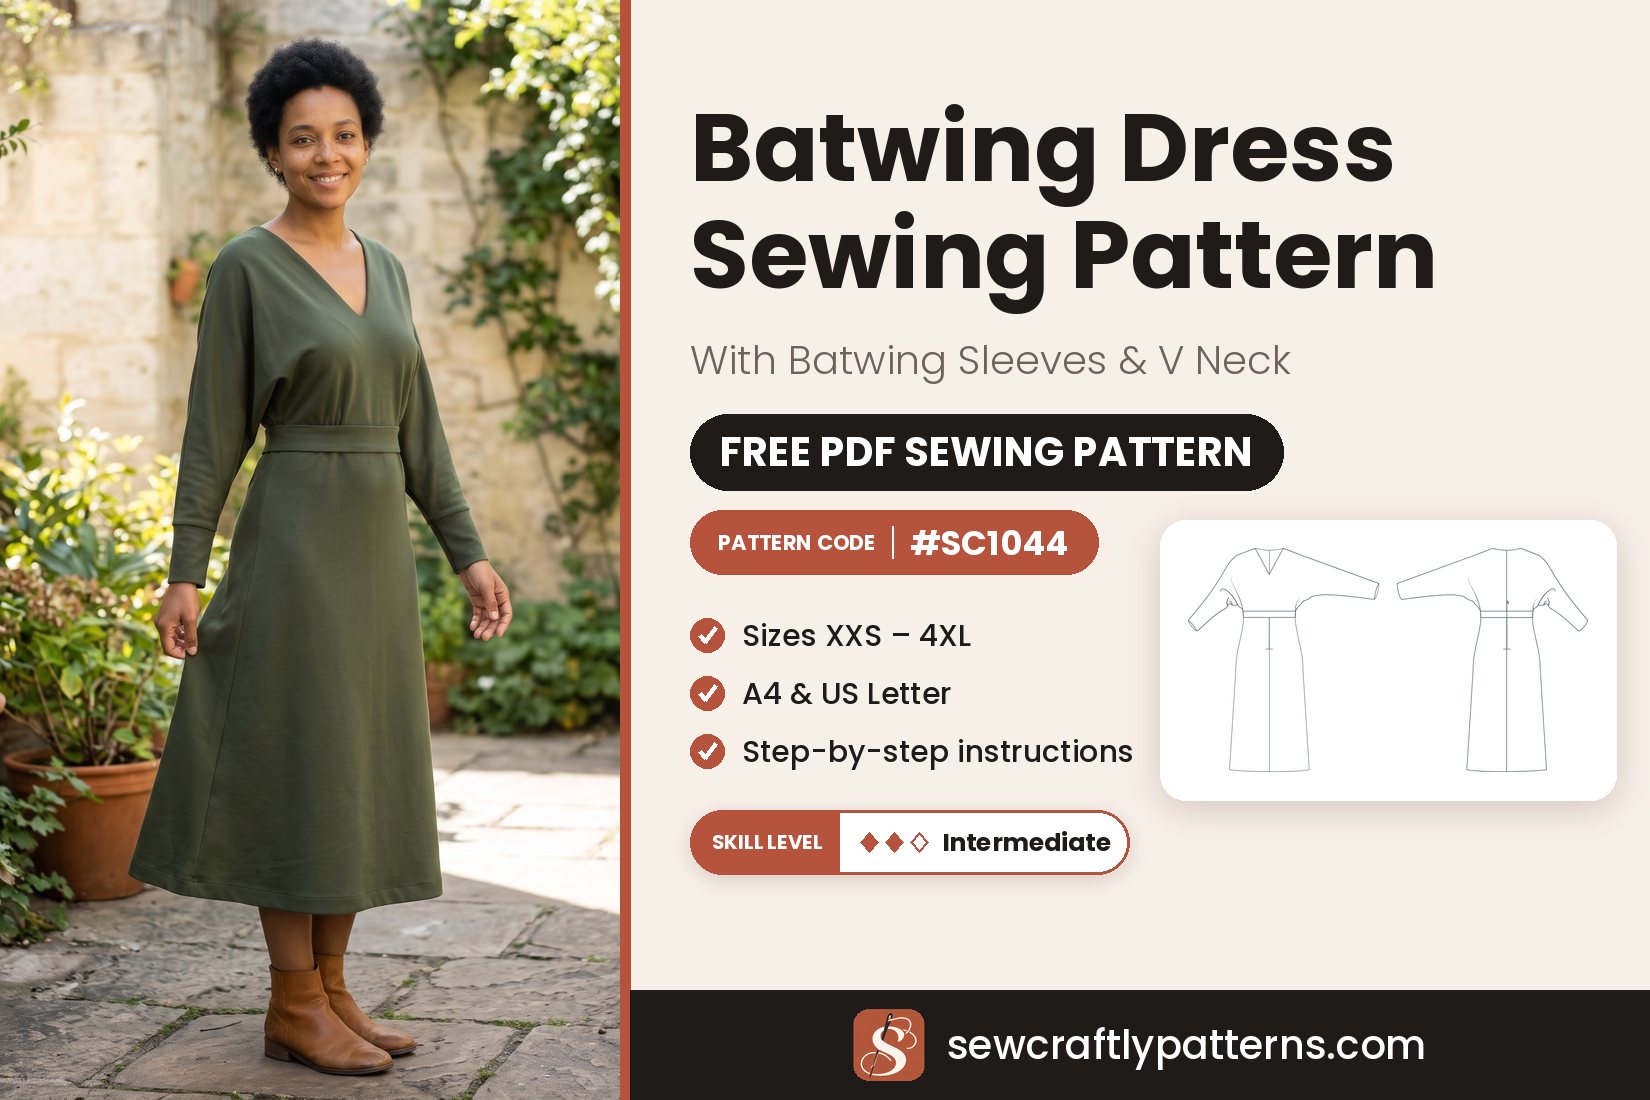 Batwing Dress
Sewing Pattern
With Batwing Sleeves & V Neck
FREE PDF SEWING PATTERN
PATTERN CODE | #SC1044
Sizes XXS – 4XL
A4 & US Letter
Step-by-step instructions
SKILL LEVEL Intermediate
S sewcraftlypatterns.com